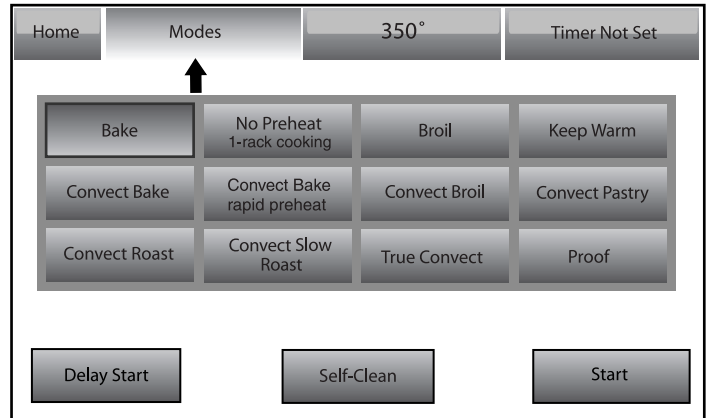 Home Modes 350° Timer Not Set
Bake No Preheat Broil Keep Warm
1-rack cooking
Convect Bake Convect Bake Convect Broil Convect Pastry
rapid preheat
Convect Roast Convect Slow True Convect Proof
Roast
Delay Start Self-Clean Start